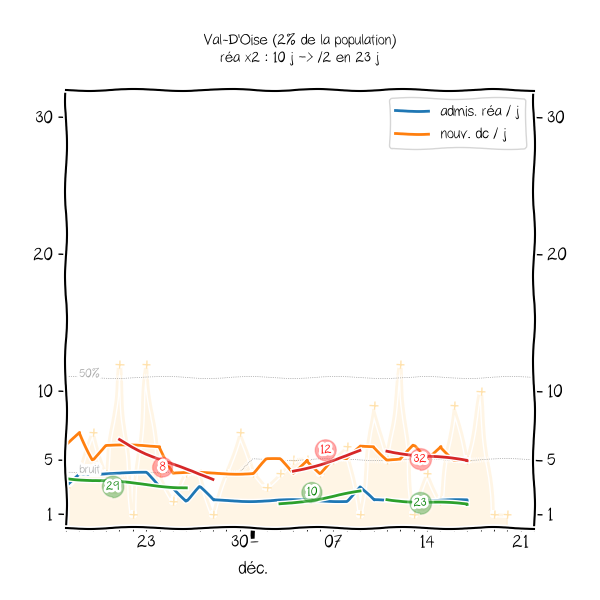 Val-D'Oise (2% de la population)
réa x2 : 10 j -> /2 en 23 j
admis. réa / j
nouv. dc / j
30 30
20 20
50%
10 10
12
32
5 5
8
bruit
29
10
23
1 1
23 30 07 14 21
déc.